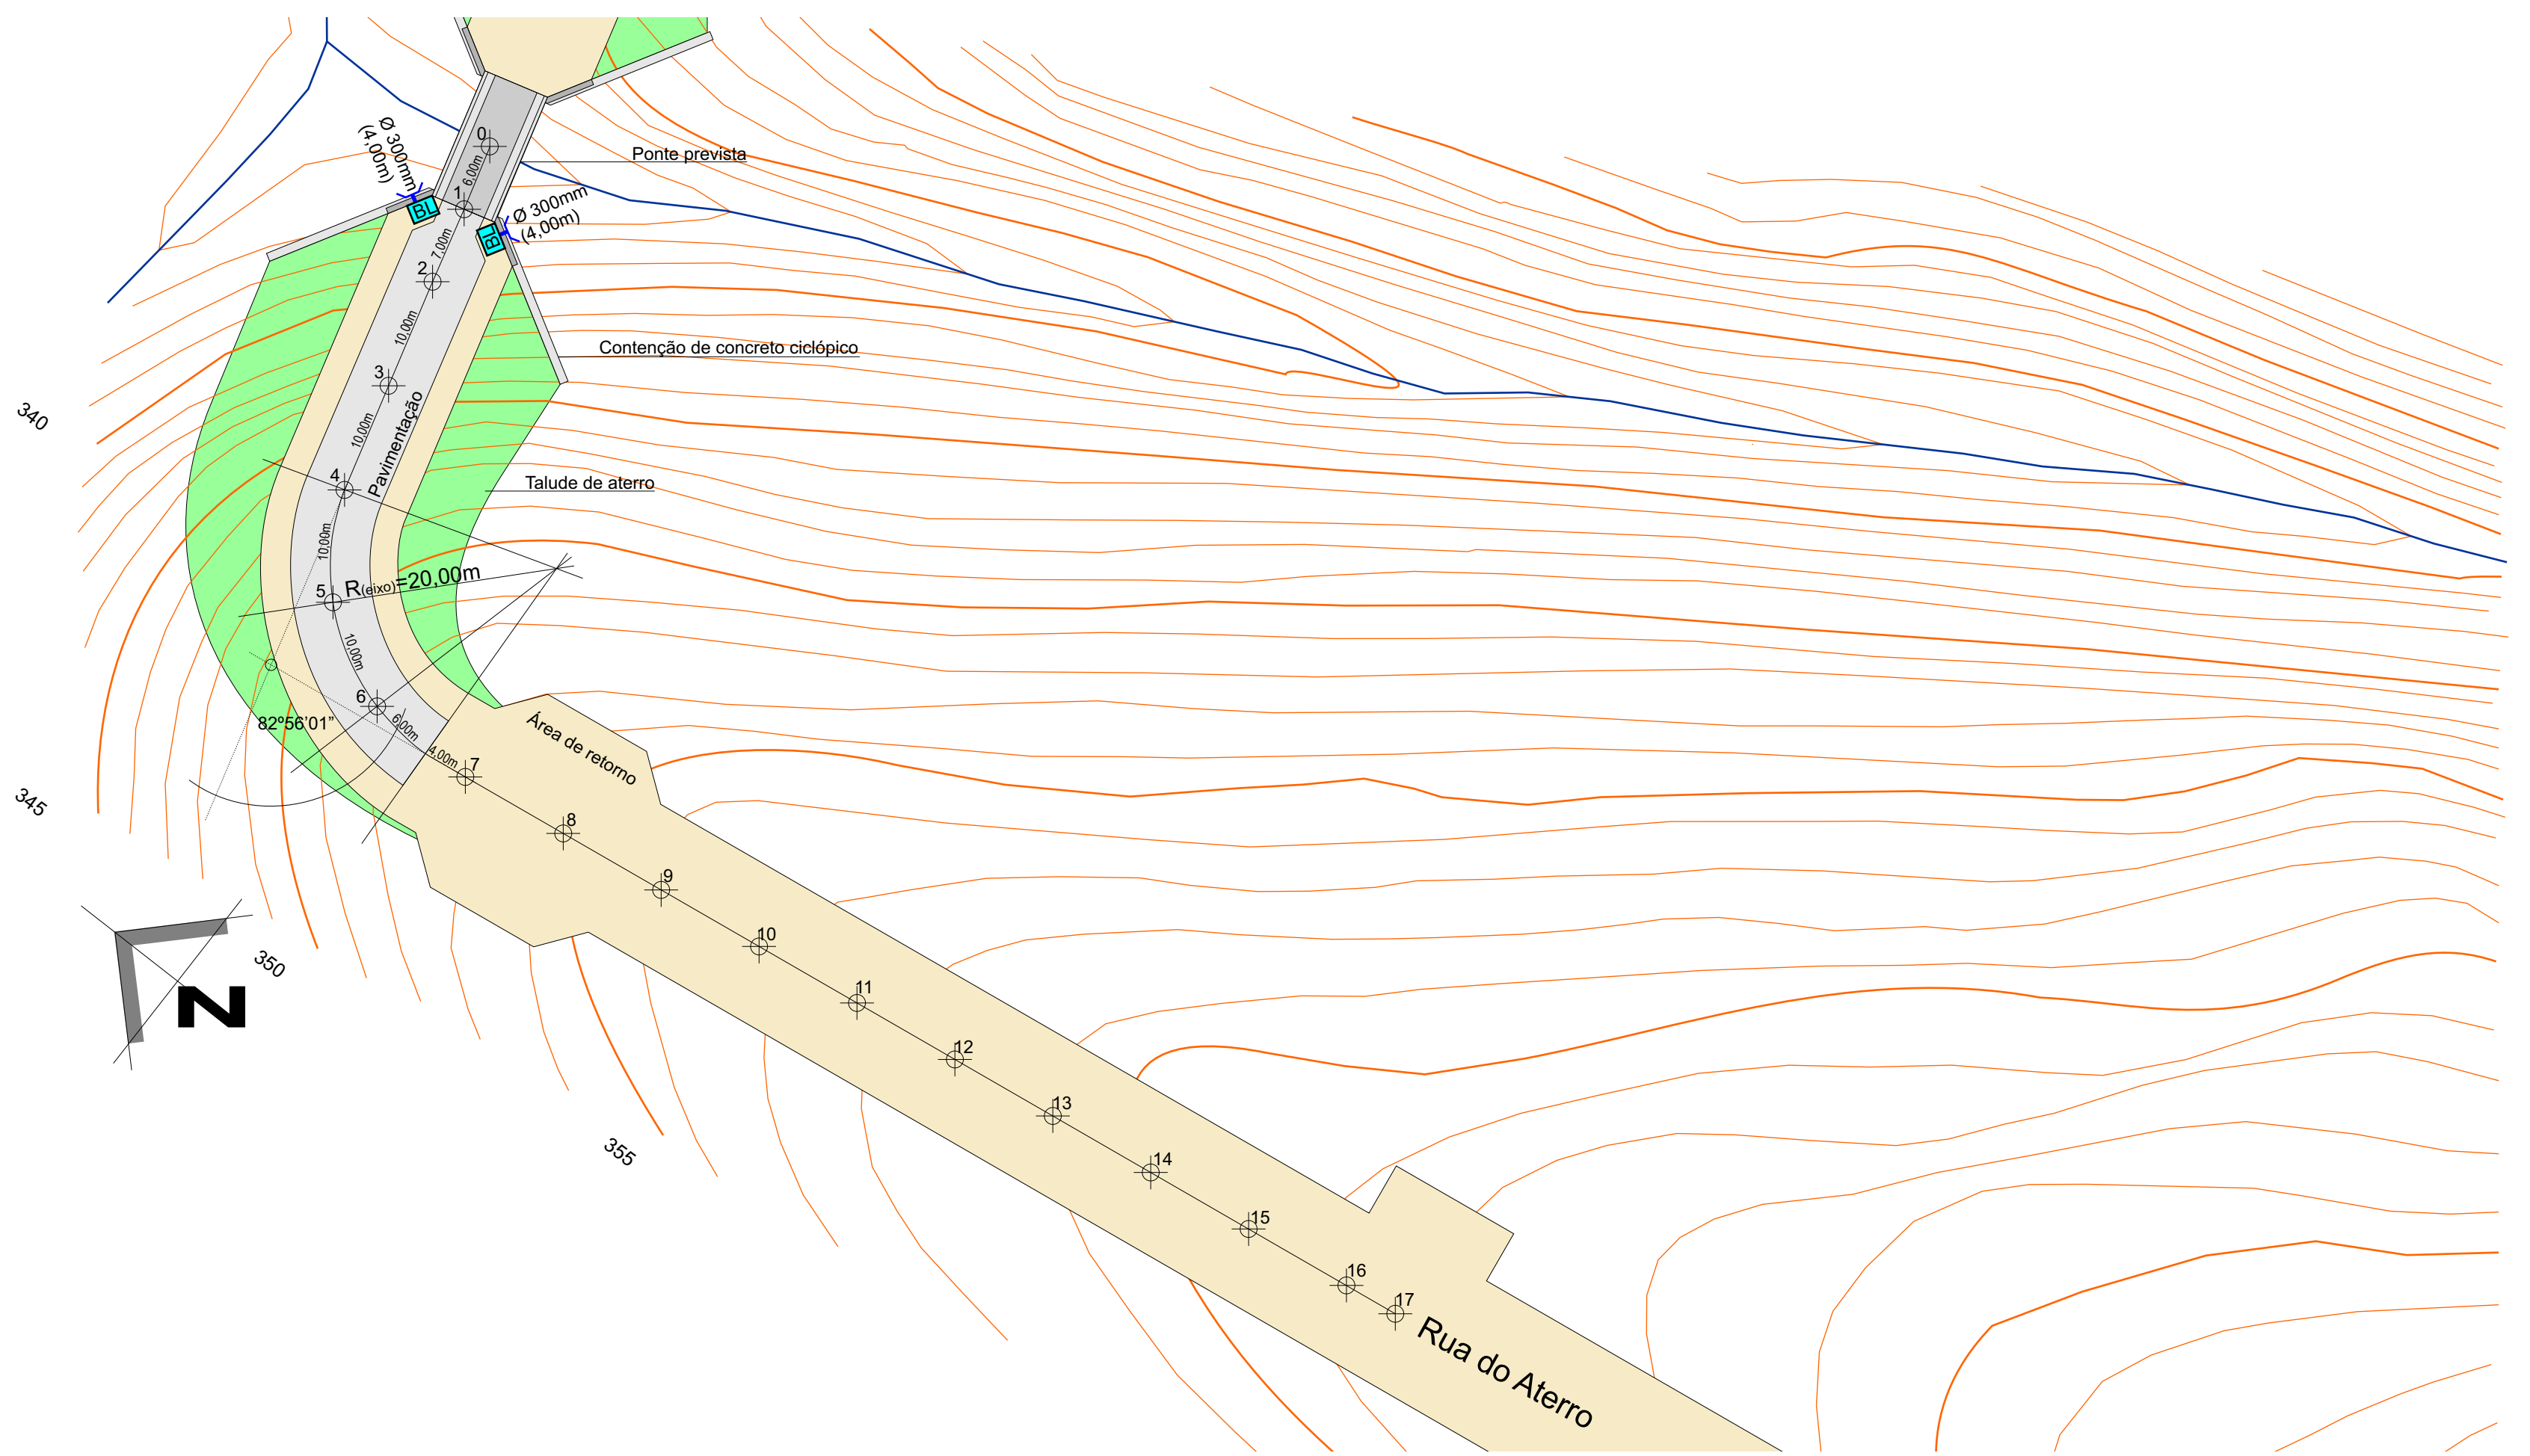 0
6,00m
Ponte prevista
Ø 300mm
(4,00m)
1
BL
Ø 300mm
(4,00m)
BL
7,00m
2
10,00m
Contenção de concreto ciclópico
3
Pavimentação
10,00m
340
4
Talude de aterro
10,00m
5
R(eixo)=20,00m
10,00m
6
82º56’01”
6,00m
4,00m
Área de retorno
7
345
8
9
10
350
N
11
12
13
355
14
15
16
17
Rua do Aterro